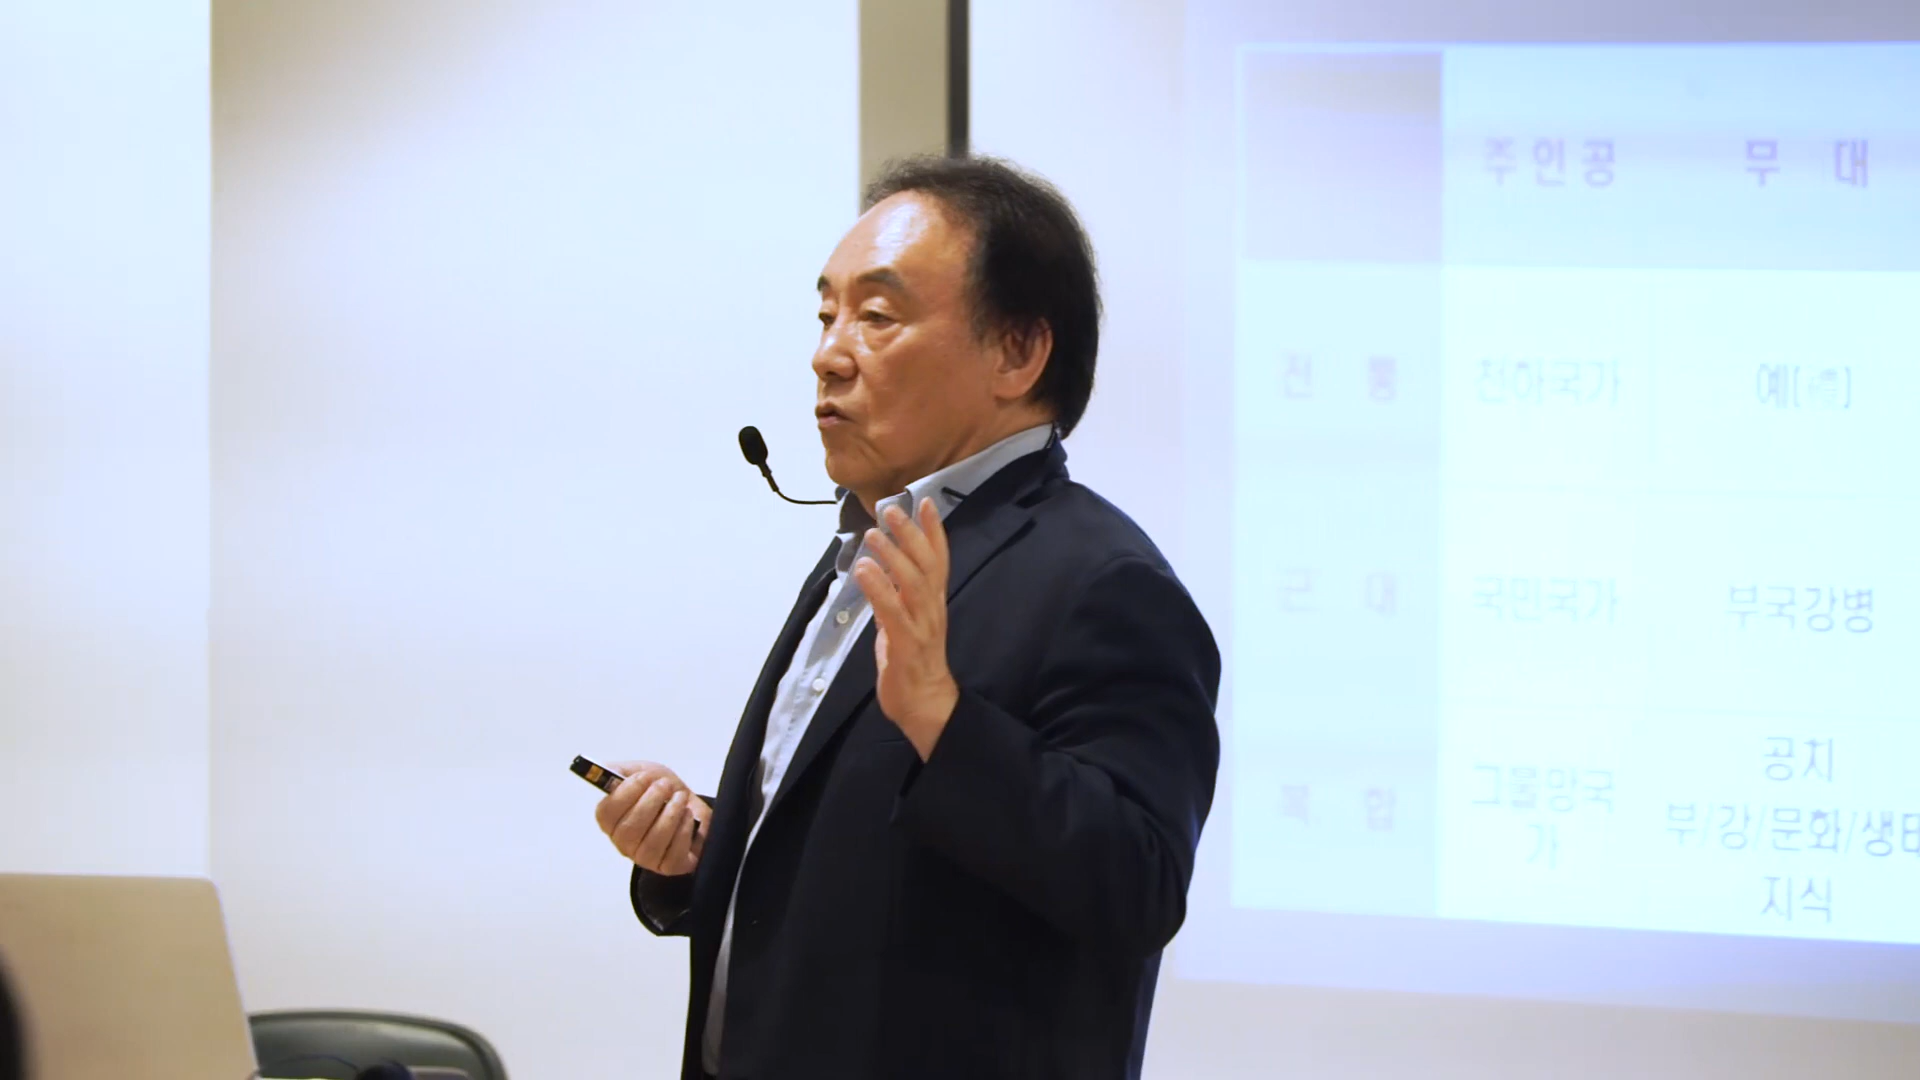 주인공 무 대
전 통 천하국가 예[禮]
근 대 국민국가 부국강병
복 합 그물망국
가 공치
부/강/문화/생태
지식